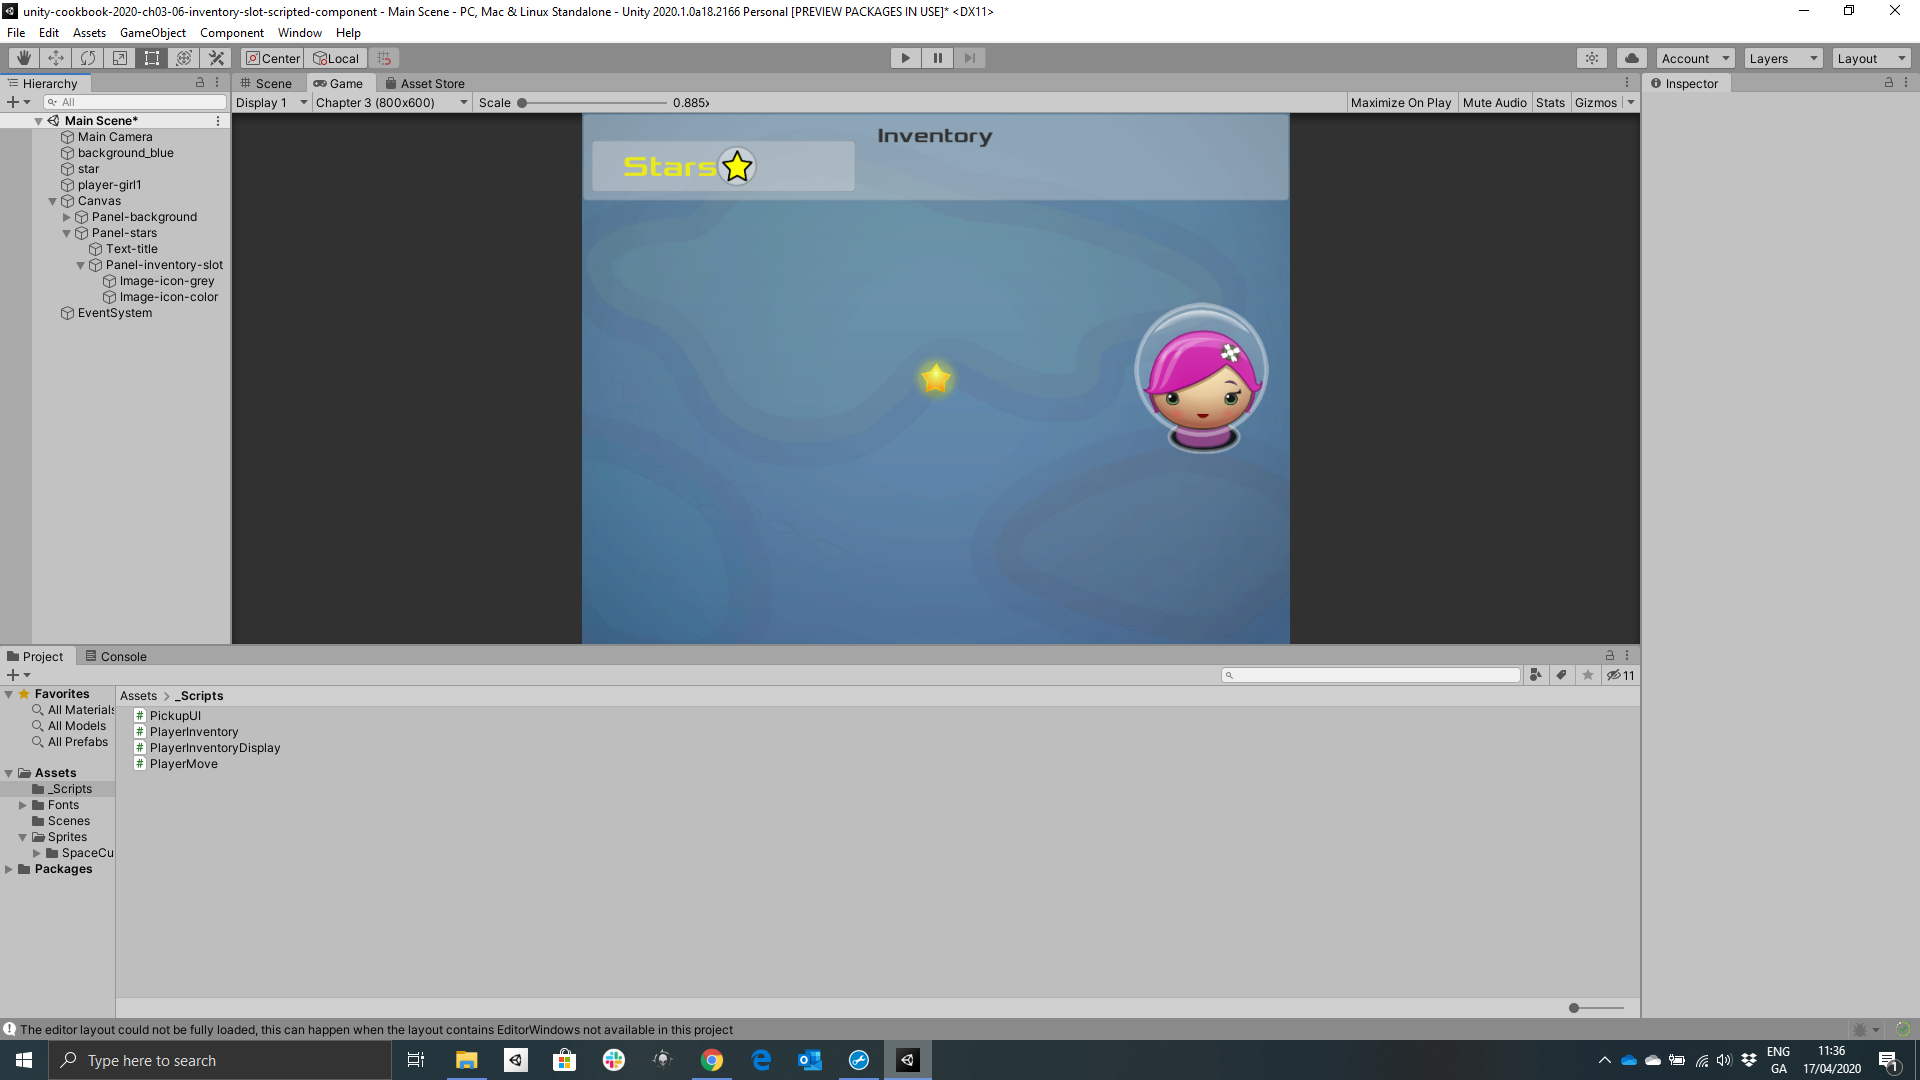 unity-cookbook-2020-ch03-06-inventory-slot-scripted-component - Main Scene - PC, Mac & Linux Standalone - Unity 2020.1.0a18.2166 Personal [PREVIEW PACKAGES IN USE]* <DX11>
File Edit Assets GameObject Component Window Help
Center Local Account Layers Layout
Hierarchy Scene Game Asset Store Inspector
All Display 1 Chapter 3 (800x600) Scale 0.885x Maximize On Play Mute Audio Stats Gizmos
Main Scene*
Main Camera
background_blue
star
player-girl1
Canvas
Panel-background
Panel-stars
Text-title
Panel-inventory-slot
Image-icon-grey
Image-icon-color
EventSystem
Inventory
Stars
Project Console
11
Favorites
All Materials
All Models
All Prefabs
Assets
_Scripts
Fonts
Scenes
Sprites
SpaceCu
Packages
Assets > _Scripts
PickupUI
PlayerInventory
PlayerInventoryDisplay
PlayerMove
The editor layout could not be fully loaded, this can happen when the layout contains EditorWindows not available in this project
Type here to search
ENG
GA
11:36
17/04/2020
1